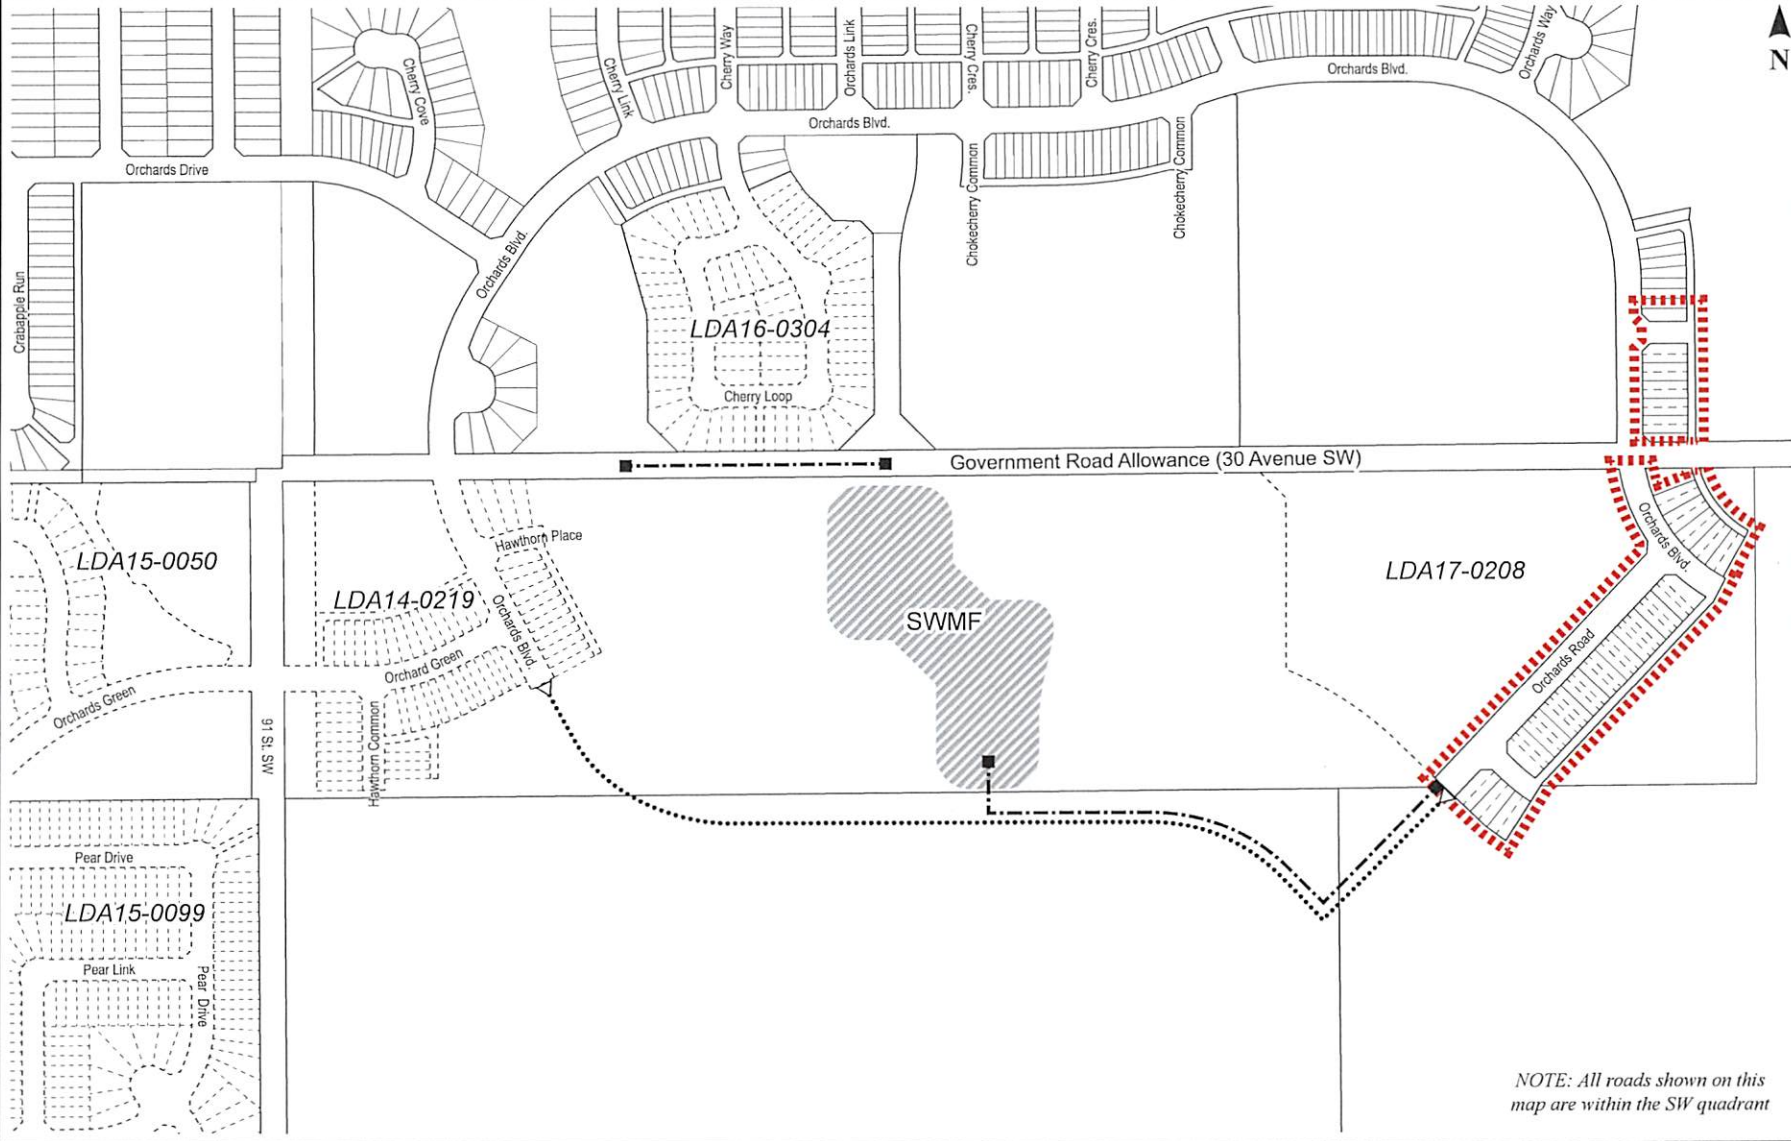 N
Cherry Cove
Cherry Link
Cherry Way
Orchards Link
Cherry Cres.
Cherry Cres.
Orchards Way
Orchards Blvd.
Orchards Blvd.
Orchards Drive
Chokecherry Common
Chokecherry Common
Orchards Blvd.
Crabapple Run
LDA16-0304
Cherry Loop
Government Road Allowance (30 Avenue SW)
Hawthorn Place
LDA15-0050
LDA14-0219
Orchards Blvd.
SWMF
LDA17-0208
Orchards Blvd.
Orchard Green
Orchards Road
Orchards Green
91 St. SW
Hawthorn Common
Pear Drive
LDA15-0099
Pear Link
Pear Drive
NOTE: All roads shown on this
map are within the SW quadrant